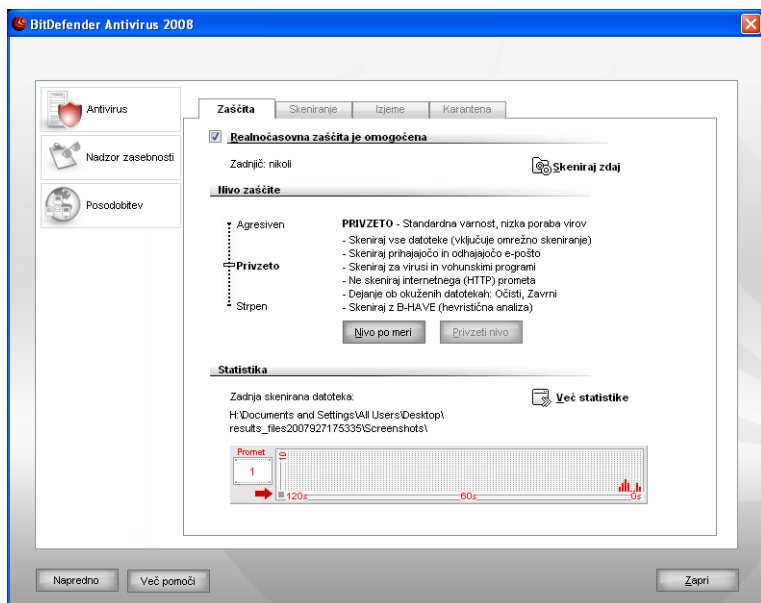 BitDefender Antivirus 2008
Antivirus
Nadzor zasebnosti
Posodobitev
Zaščita
Skeniranje
Izjeme
Karantena
Realnočasovna zaščita je omogočena
Zadnjič: nikoli
Skeniraj zdaj
Nivo zaščite
Agresiven
Privzeto
Strpen
PRIVZETO - Standardna varnost, nizka poraba virov
- Skeniraj vse datoteke (vključuje omrežno skeniranje)
- Skeniraj prihajajočo in odhajajočo e-pošto
- Skeniraj za virusi in vohunskimi programi
- Ne skeniraj internetnega (HTTP) prometa
- Dejanje ob okuženih datotekah: Očisti, Zavrni
- Skeniraj z B-HAVE (hevristična analiza)
Nivo po meri
Privzeti nivo
Statistika
Zadnja skenirana datoteka:
Več statistike
H:\Documents and Settings\All Users\Desktop\
results_files2007927175335\Screenshots\
Promet
1
10
120s
60s
0s
Napredno
Več pomoči
Zapri